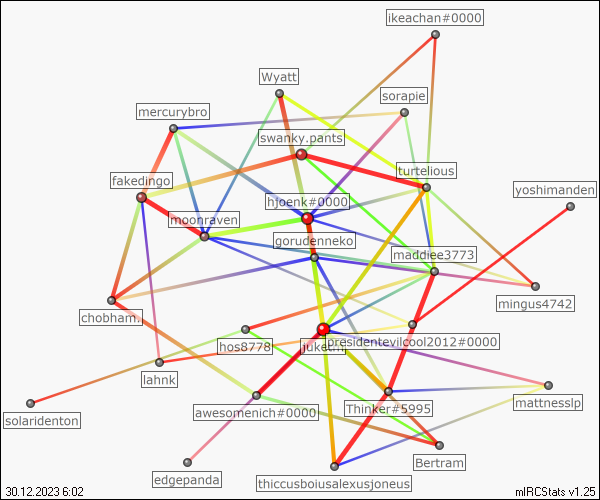 ikeachan#0000
Wyatt
sorapie
mercurybro
swanky.pants
turtelious
fakedingo
yoshimanden
hjoenk#0000
moonraven
gorudenneko
maddiee3773
mingus4742
chobham.
presidentevilcool2012#0000
hos8778
lahnk
mattnesslp
solaridenton
awesomenich#0000
Thinker#5995
Bertram
edgepanda
thiccusboiusalexusjoneus
30.12.2023 6:02
mIRCStats v1.25